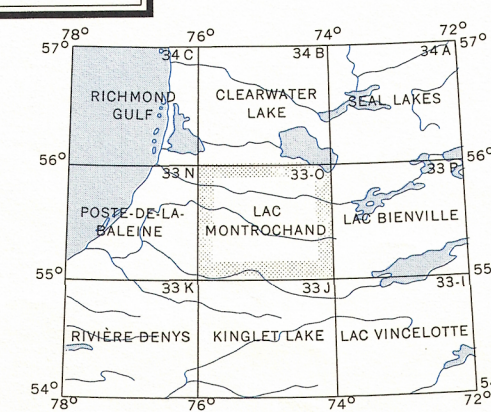 78° 76° 74° 72°
57° 34 C 34 B 34 A 57°
RICHMOND
GULF
CLEARWATER
LAKE
SEAL LAKES
56° 33 N 33-O 33 P 56°
POSTE-DE-LA-
BALEINE
LAC
MONTROCHAND
LAC BIENVILLE
55° 33 K 33 J 33-I 55
RIVIÈRE DENYS KINGLET LAKE LAC VINCELOTTE
54° 54
78° 76° 74° 72°